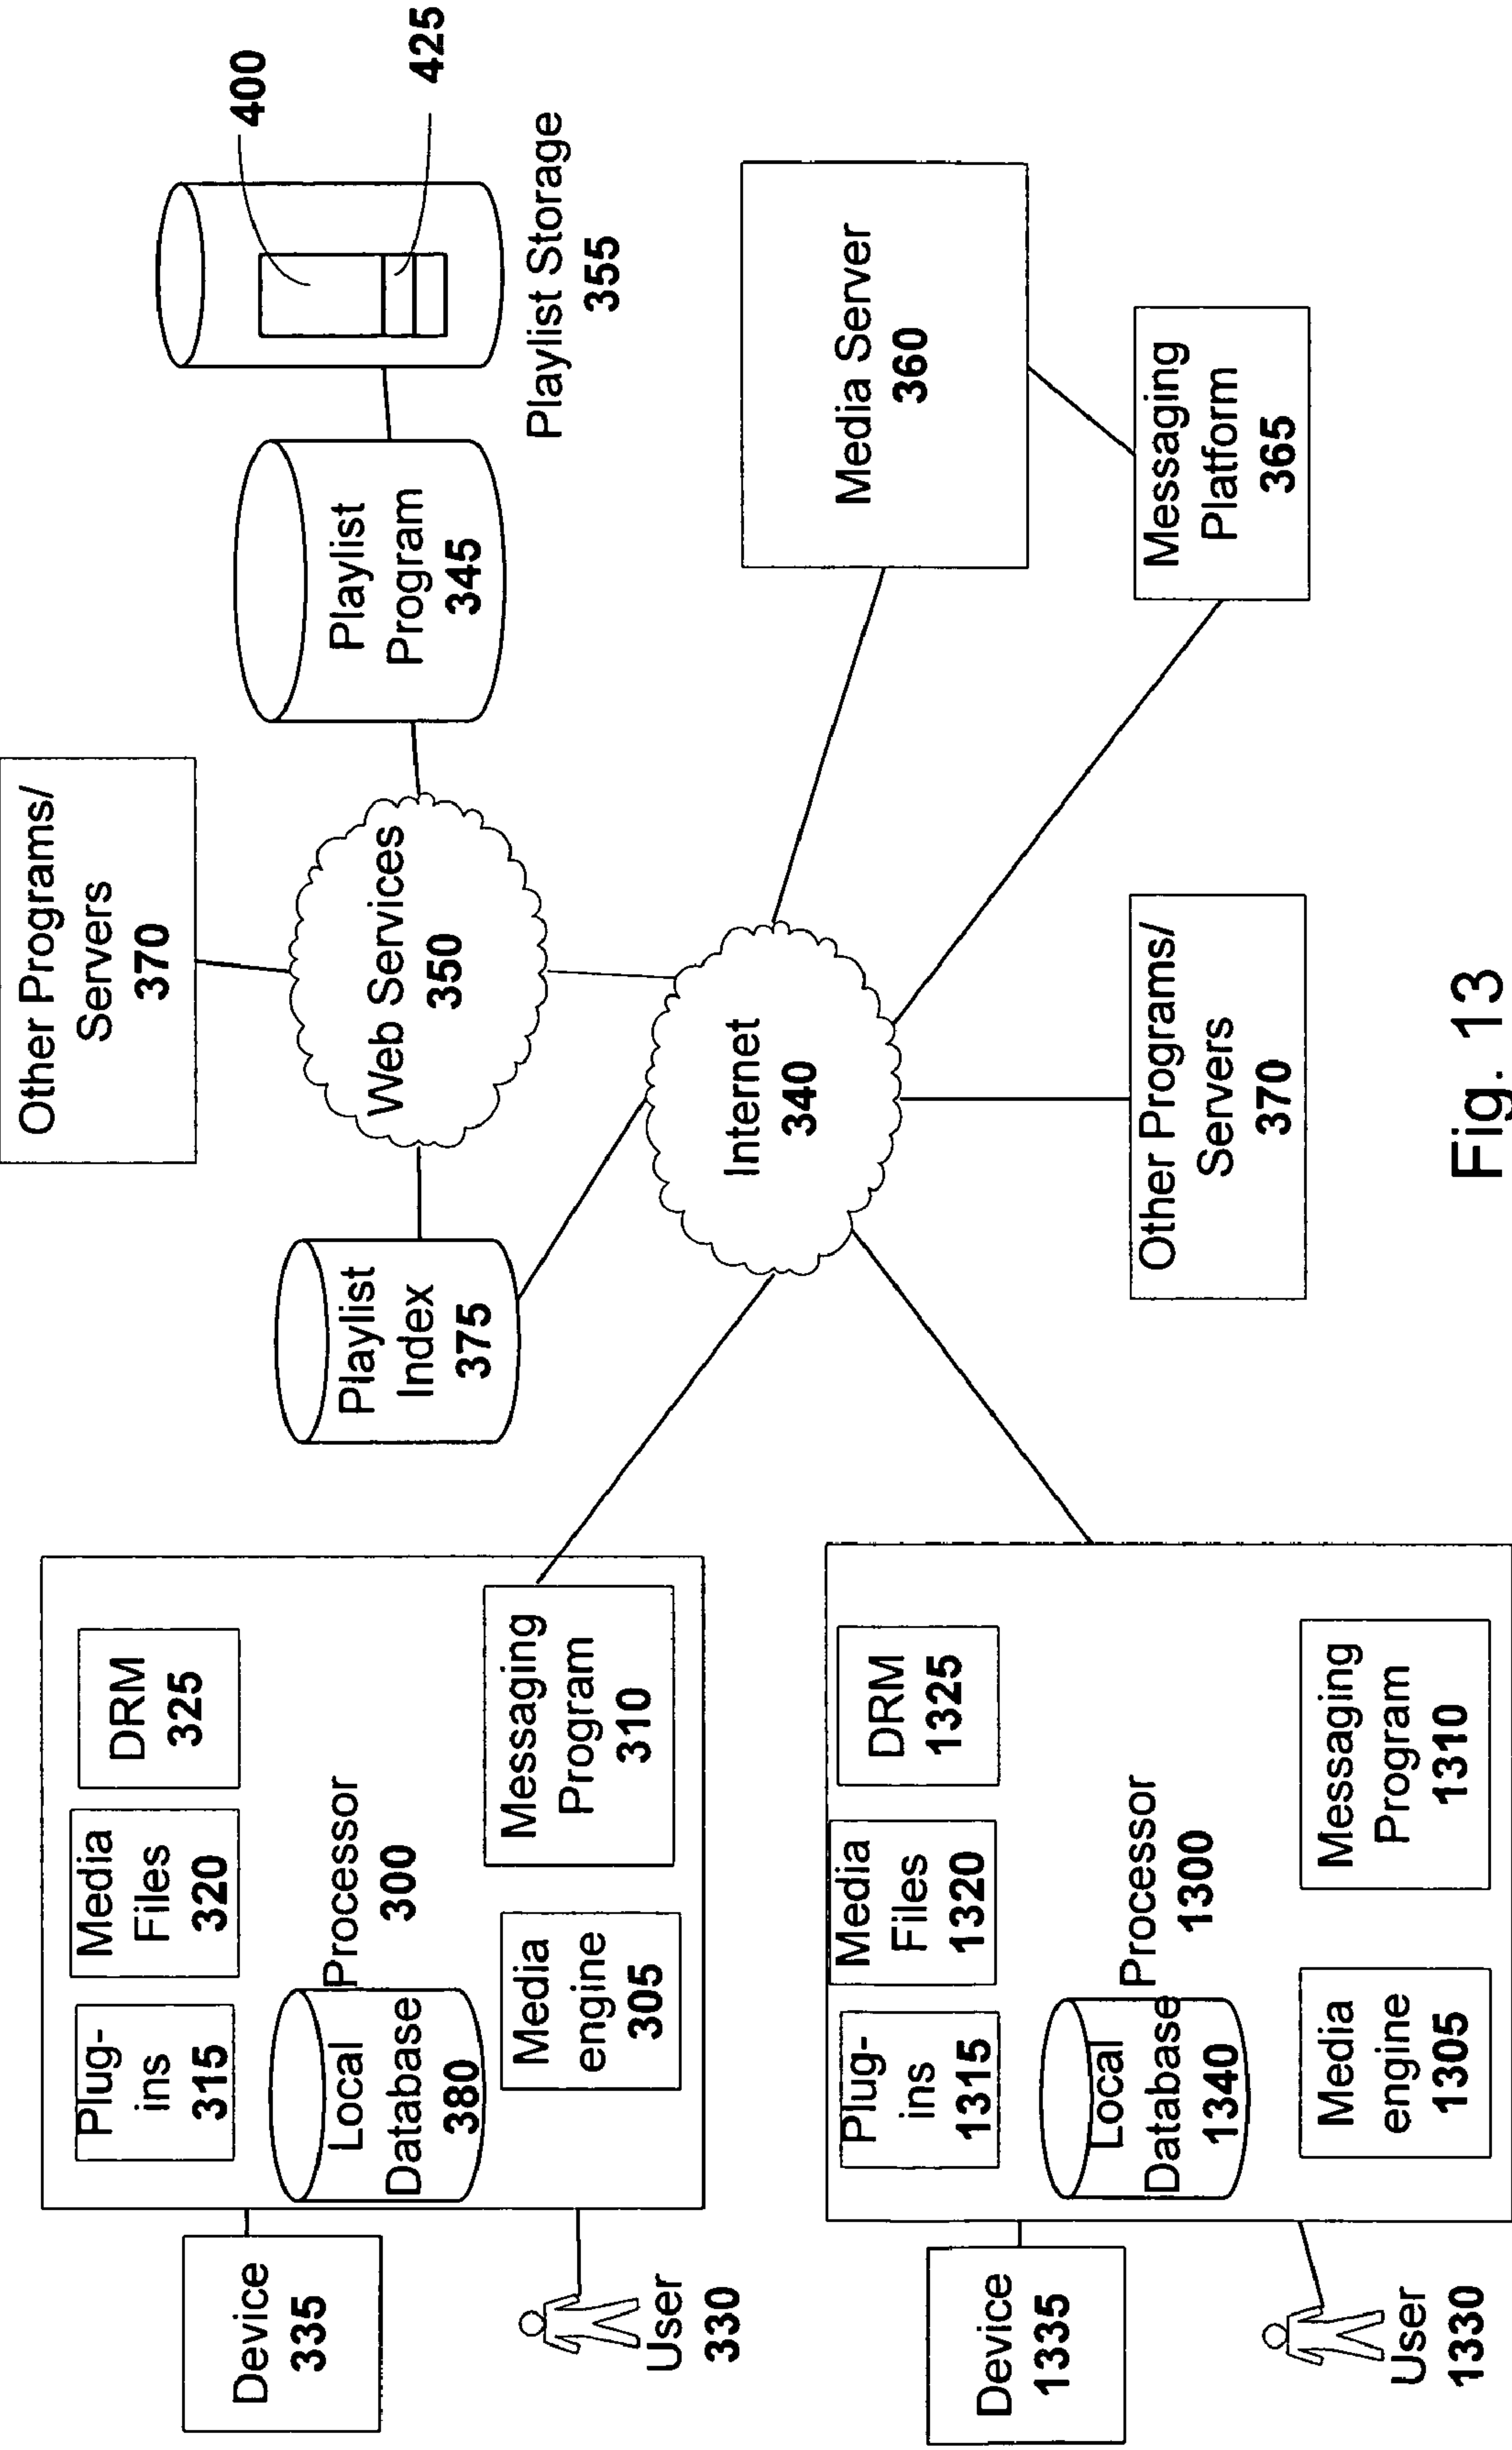 Device
335
User
330
Plug-
ins
315
Media
Files
320
DRM
325
Local
Database
380
Processor
300
Media
engine
305
Messaging
Program
310
Device
1335
User
1330
Plug-
ins
1315
Media
Files
1320
DRM
1325
Local
Database
1340
Processor
1300
Media
engine
1305
Messaging
Program
1310
Playlist
Index
375
Other Programs/
Servers
370
Web Services
350
Playlist
Program
345
400
425
Playlist Storage
355
Internet
340
Media Server
360
Messaging
Platform
365
Other Programs/
Servers
370
Fig. 13